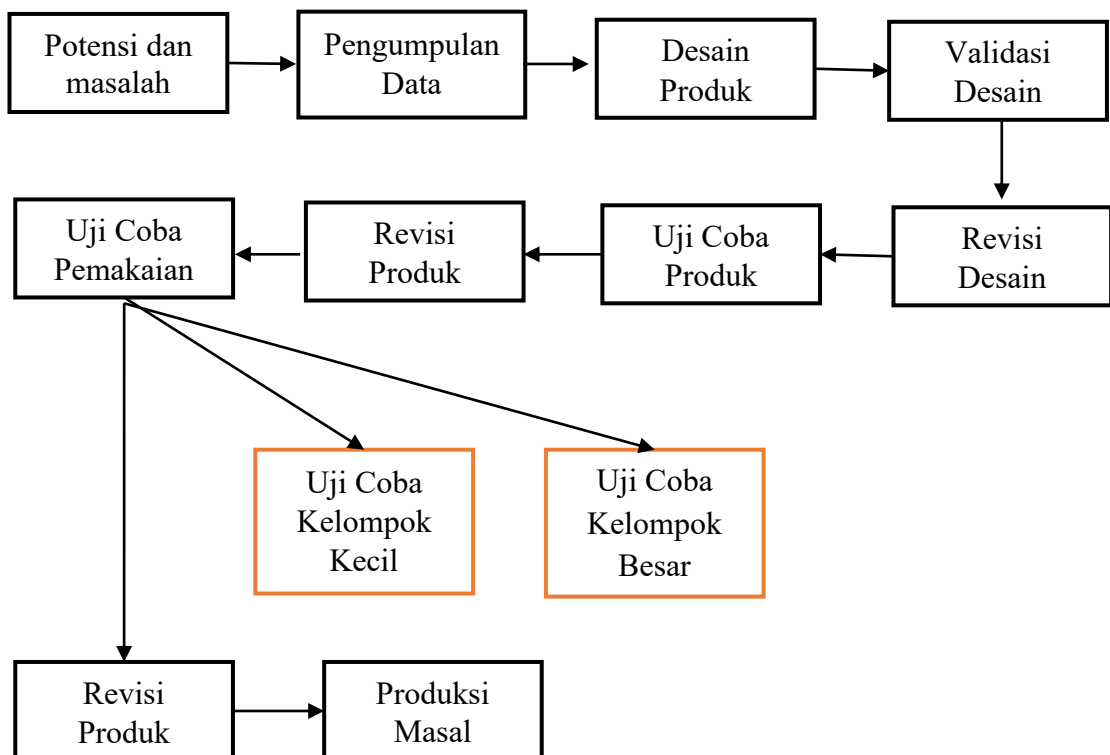 Potensi dan
masalah
Pengumpulan
Data
Desain
Produk
Validasi
Desain
Uji Coba
Pemakaian
Revisi
Produk
Uji Coba
Produk
Revisi
Desain
Uji Coba
Kelompok
Kecil
Uji Coba
Kelompok
Besar
Revisi
Produk
Produksi
Masal